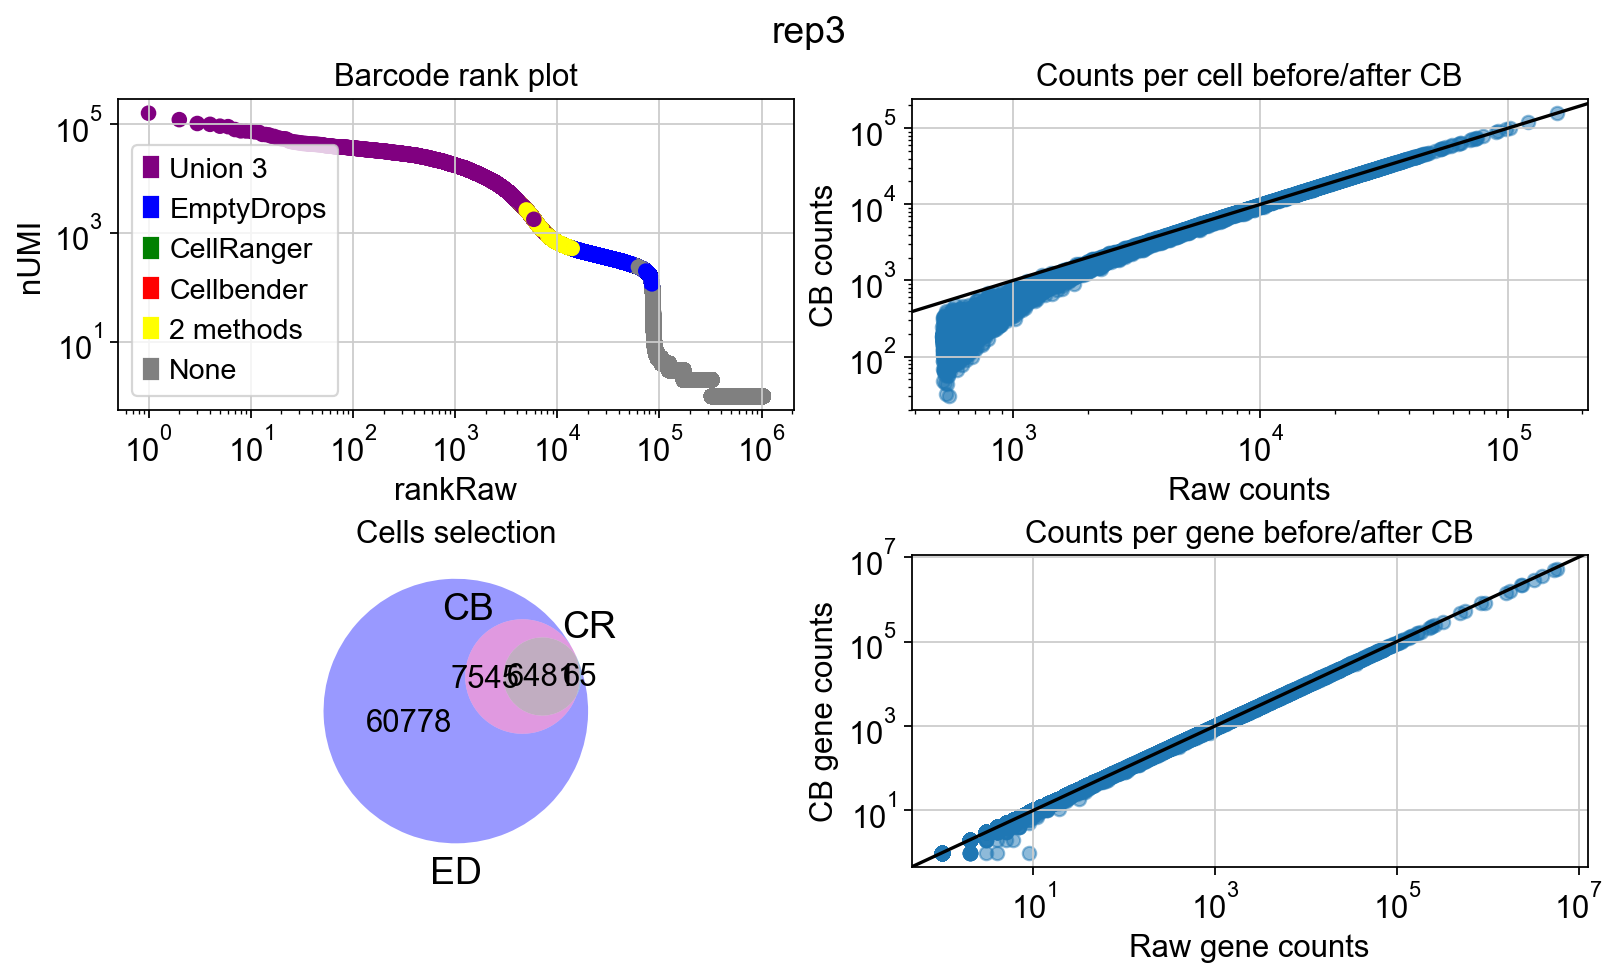 rep3
Barcode rank plot
nUMI
10^5
10^3
10^1
Union 3
EmptyDrops
CellRanger
Cellbender
2 methods
None
10^0 10^1 10^2 10^3 10^4 10^5 10^6
rankRaw
Counts per cell before/after CB
CB counts
10^5
10^4
10^3
10^2
10^3 10^4 10^5
Raw counts
Cells selection
CB
CR
7545 6481 65
60778
ED
Counts per gene before/after CB
CB gene counts
10^7
10^5
10^3
10^1
10^1 10^3 10^5 10^7
Raw gene counts